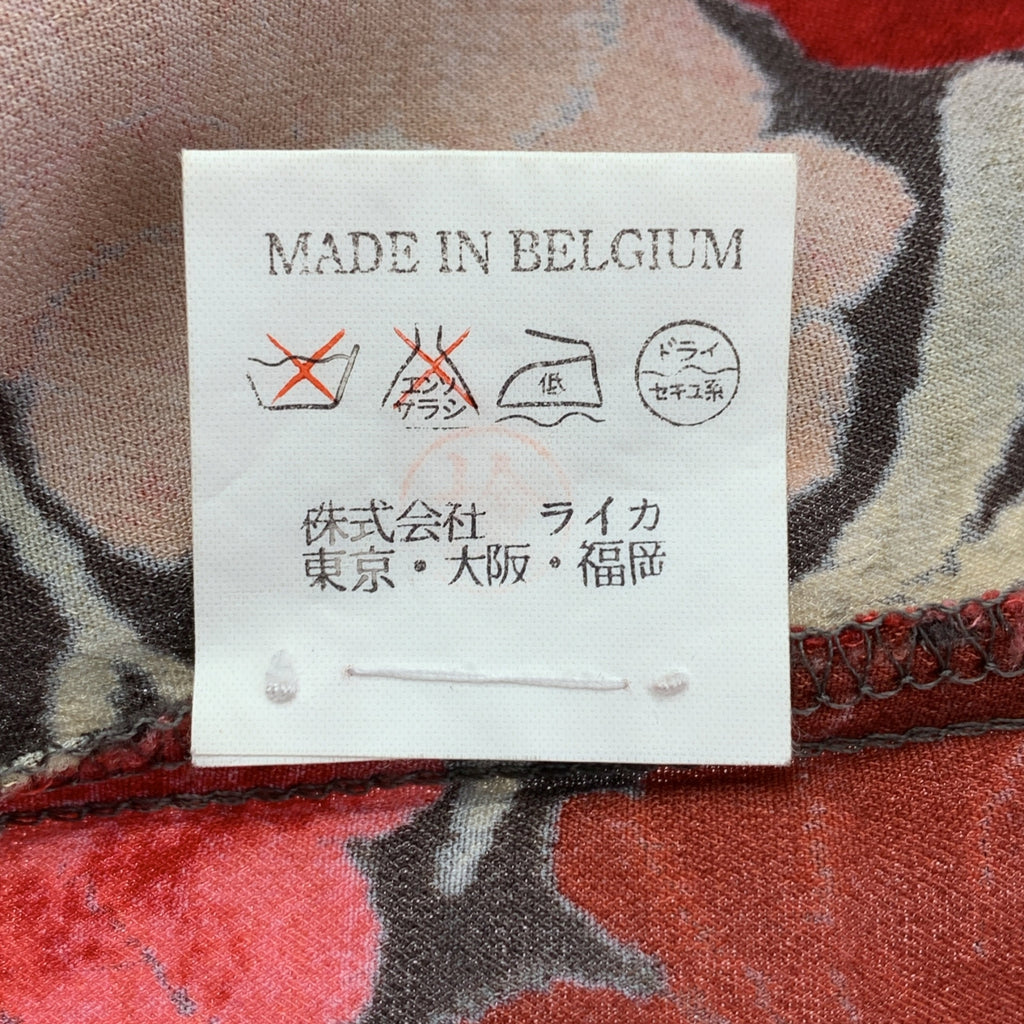 MADE IN BELGIUM
エンソ
サラシ
低
ドライ
セキユ系
株式会社 ライカ
東京・大阪・福岡